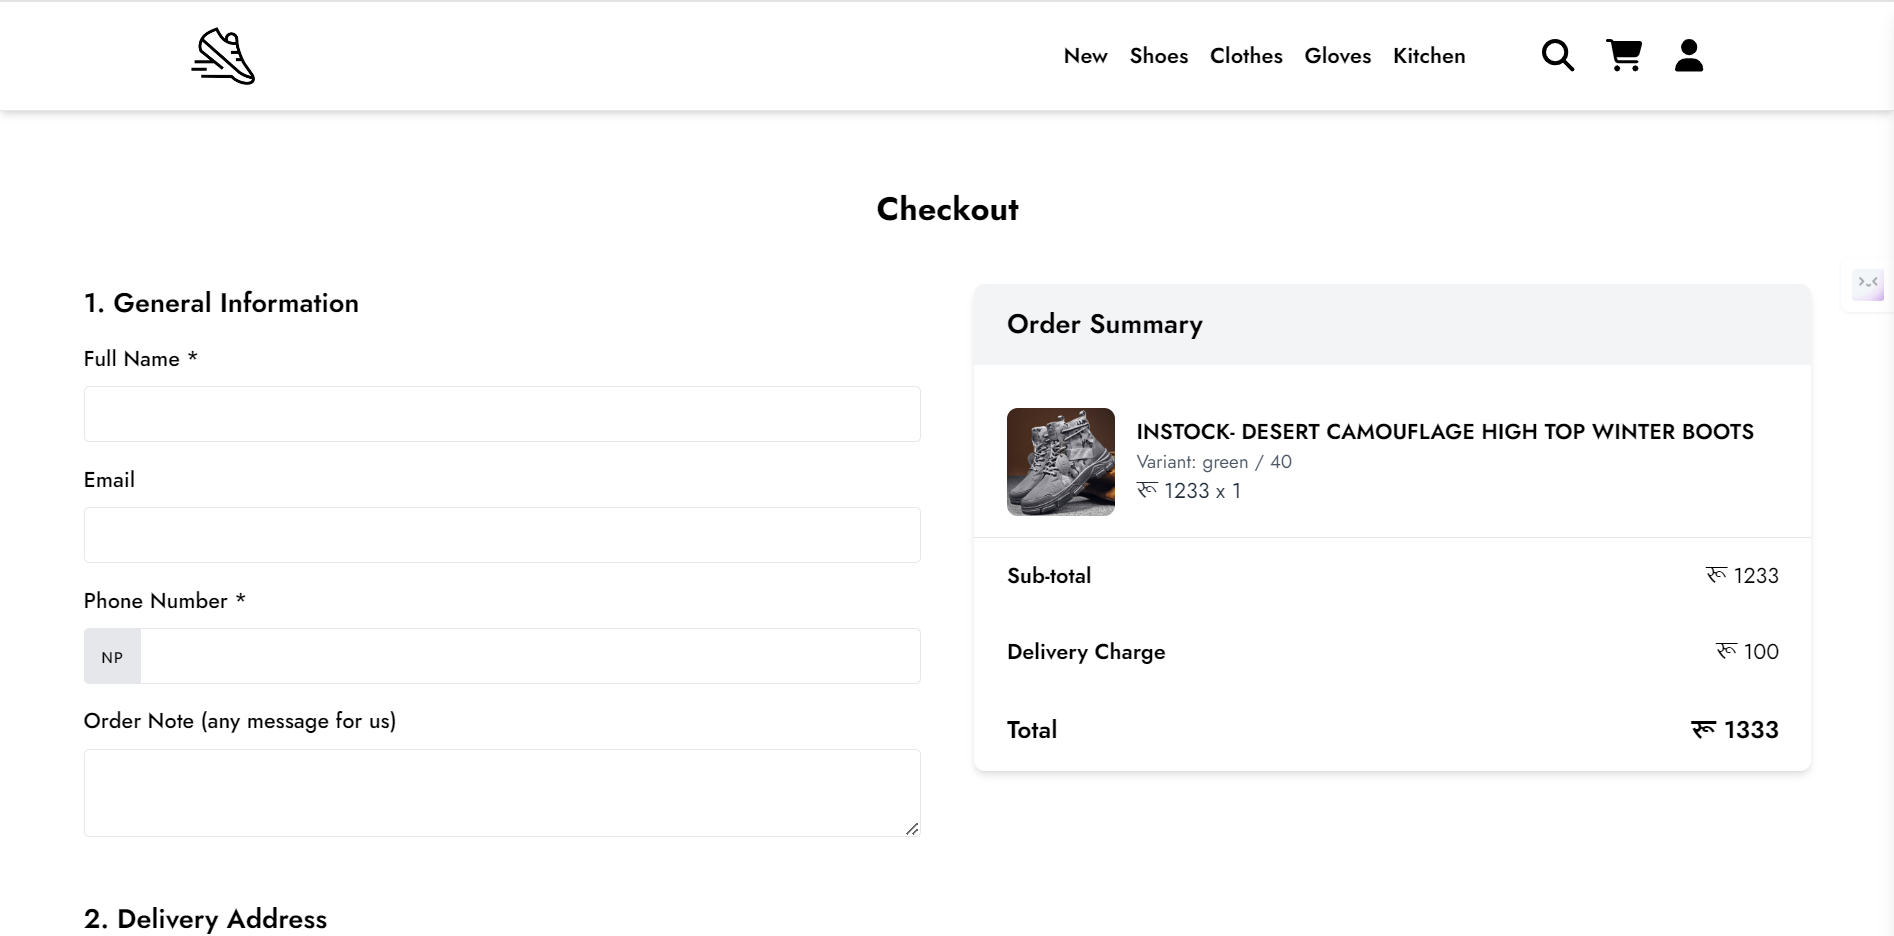 New Shoes Clothes Gloves Kitchen
Checkout
1. General Information
Full Name *
Email
Phone Number *
NP
Order Note (any message for us)
2. Delivery Address
Order Summary
INSTOCK- DESERT CAMOUFLAGE HIGH TOP WINTER BOOTS
Variant: green / 40
रू 1233 x 1
Sub-total रू 1233
Delivery Charge रू 100
Total रू 1333